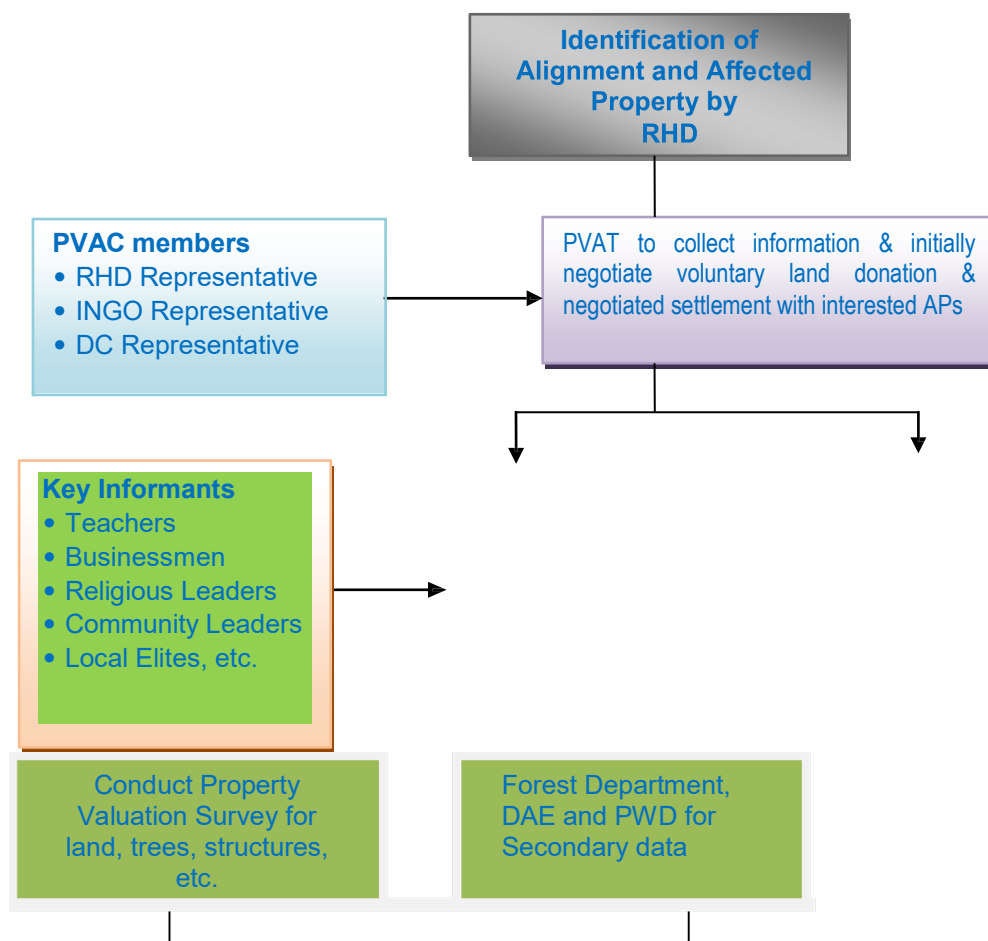 Identification of
Alignment and Affected
Property by
RHD
PVAC members
• RHD Representative
• INGO Representative
• DC Representative
PVAT to collect information & initially
negotiate voluntary land donation &
negotiated settlement with interested APs
Key Informants
• Teachers
• Businessmen
• Religious Leaders
• Community Leaders
• Local Elites, etc.
Conduct Property
Valuation Survey for
land, trees, structures,
etc.
Forest Department,
DAE and PWD for
Secondary data